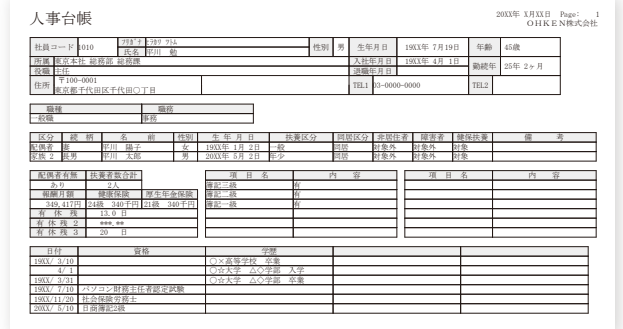 人事台帳
20XX年 X月XX日 Page: 1
OHKEN株式会社
社員コード 1010 フリガナ ﾋﾗｶﾜ ﾂﾄﾑ 性別 男 生年月日 19XX年 7月19日 年齢 45歳
氏名 平川 勉
所属 東京本社 総務部 総務課 入社年月日 19XX年 4月 1日 勤続年 25年 2ヶ月
役職 主任 退職年月日
住所 〒100-0001 TEL1 03-0000-0000 TEL2
東京都千代田区千代田〇丁目
職種 職務
一般職 事務
区分 続柄 名前 性別 生年月日 扶養区分 同居区分 非居住者 障害者 健保扶養 備考
配偶者 妻 平川 陽子 女 19XX年 1月 2日 一般 同居 対象外 対象外 対象
家族 2 長男 平川 太郎 男 20XX年 5月 2日 年少 同居 対象外 対象外 対象
配偶者有無 扶養者数合計 項目名 内容 項目名 内容
あり 2人 簿記三級 有
報酬月額 健康保険 厚生年金保険 簿記二級 有
349,417円 24級 340千円 21級 340千円 簿記一級 有
有休残 13.0 日
有休残 2 ***.**
有休残 3 20 日
日付 資格 学歴
19XX/ 3/10 〇×高等学校 卒業
4/ 1 〇☆大学 △◇学部 入学
19XX/ 3/31 〇☆大学 △◇学部 卒業
19XX/ 7/10 パソコン財務主任者認定試験
19XX/11/20 社会保険労務士
20XX/ 5/10 日商簿記2級